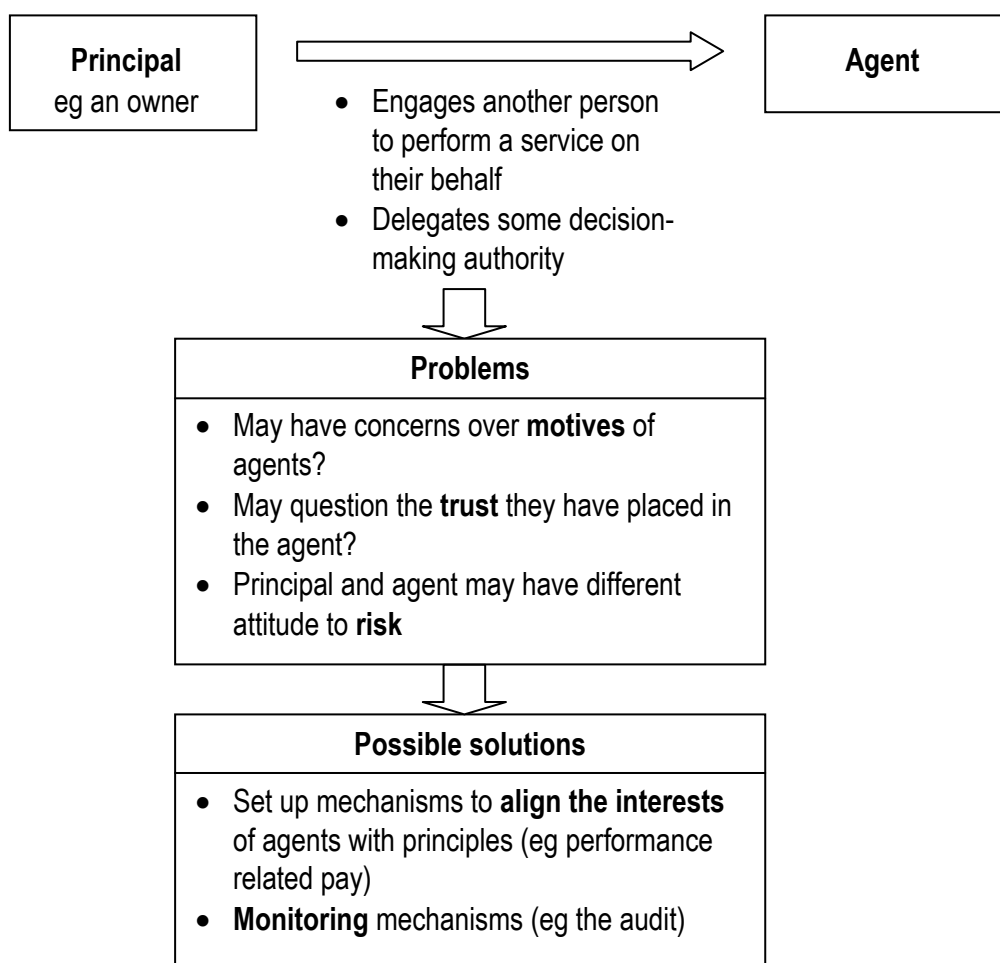 Principal
eg an owner
Agent
• Engages another person
to perform a service on
their behalf
• Delegates some decision-
making authority
Problems
• May have concerns over motives of
agents?
• May question the trust they have placed in
the agent?
• Principal and agent may have different
attitude to risk
Possible solutions
• Set up mechanisms to align the interests
of agents with principles (eg performance
related pay)
• Monitoring mechanisms (eg the audit)